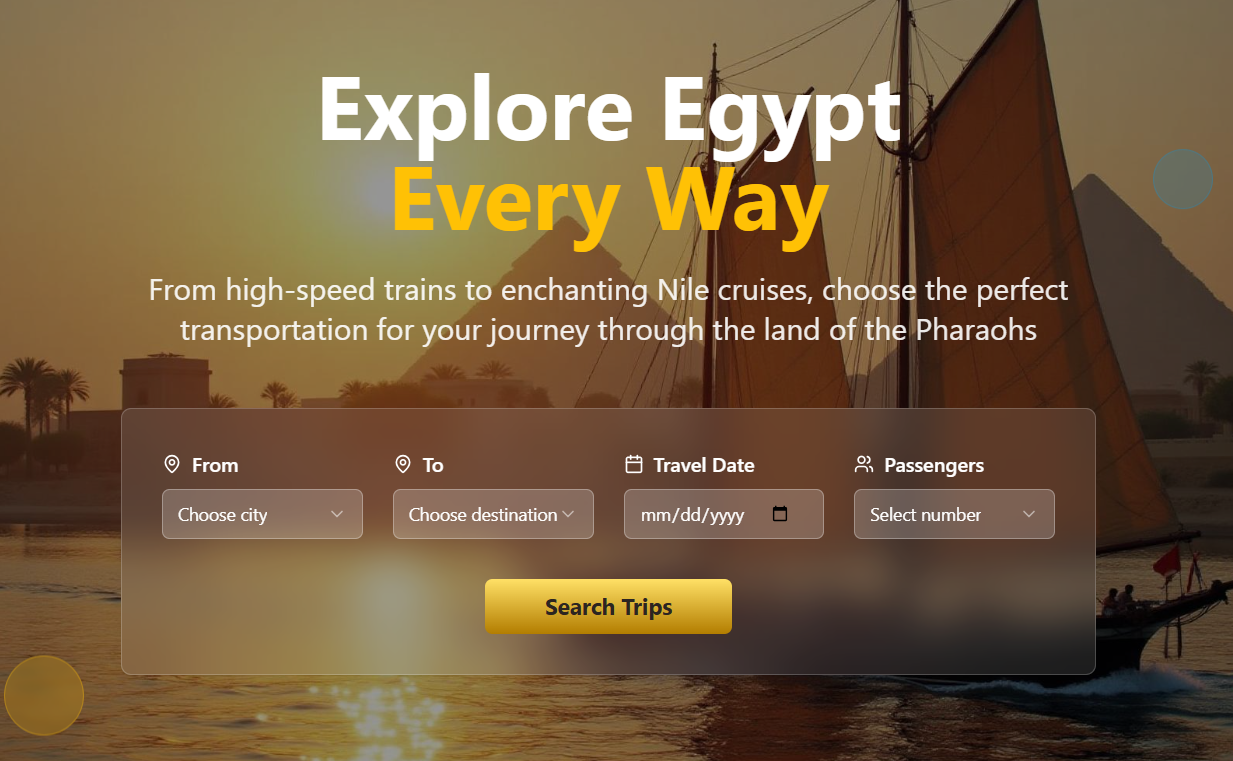 Explore Egypt
Every Way
From high-speed trains to enchanting Nile cruises, choose the perfect
transportation for your journey through the land of the Pharaohs
From To Travel Date Passengers
Choose city Choose destination mm/dd/yyyy Select number
Search Trips